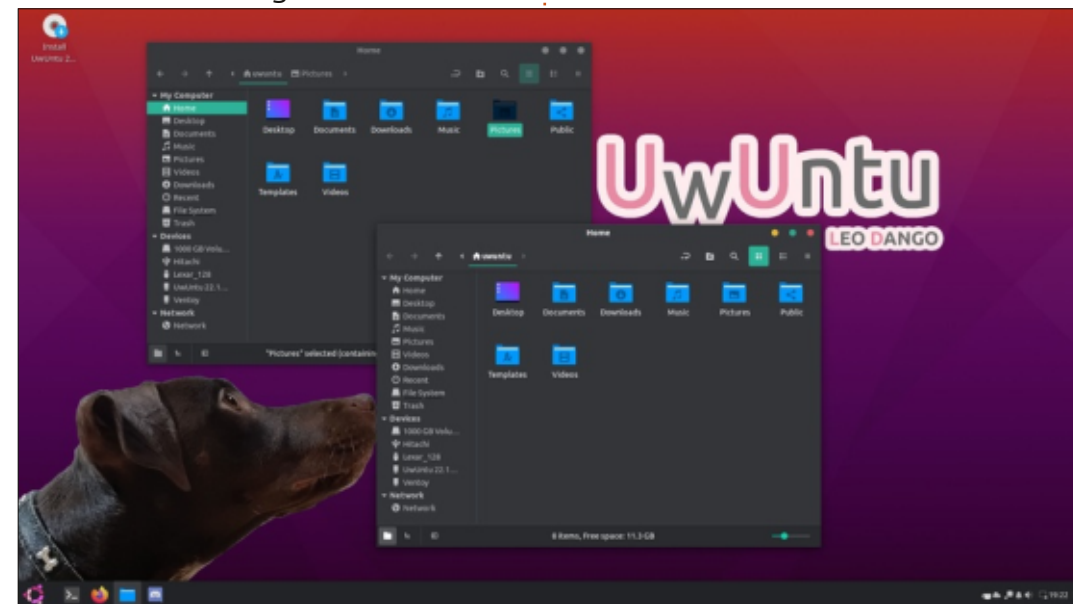 Install
UwUntu 2...
Home
uwuntu Pictures
My Computer
Home
Desktop
Documents
Music
Pictures
Videos
Downloads
Recent
File System
Trash
Devices
1000 GB Volu...
Hitachi
Lexar_128
UwUntu 22.1...
Ventoy
Network
Network
Desktop Documents Downloads Music Pictures Public
Templates Videos
"Pictures" selected (containin
UwUntu
LEO DANGO
Home
uwuntu
My Computer
Home
Desktop
Documents
Music
Pictures
Videos
Downloads
Recent
File System
Trash
Devices
1000 GB Volu...
Hitachi
Lexar_128
UwUntu 22.1...
Ventoy
Network
Network
Desktop Documents Downloads Music Pictures Public
Templates Videos
8 items, Free space: 11.3 GB
19:22